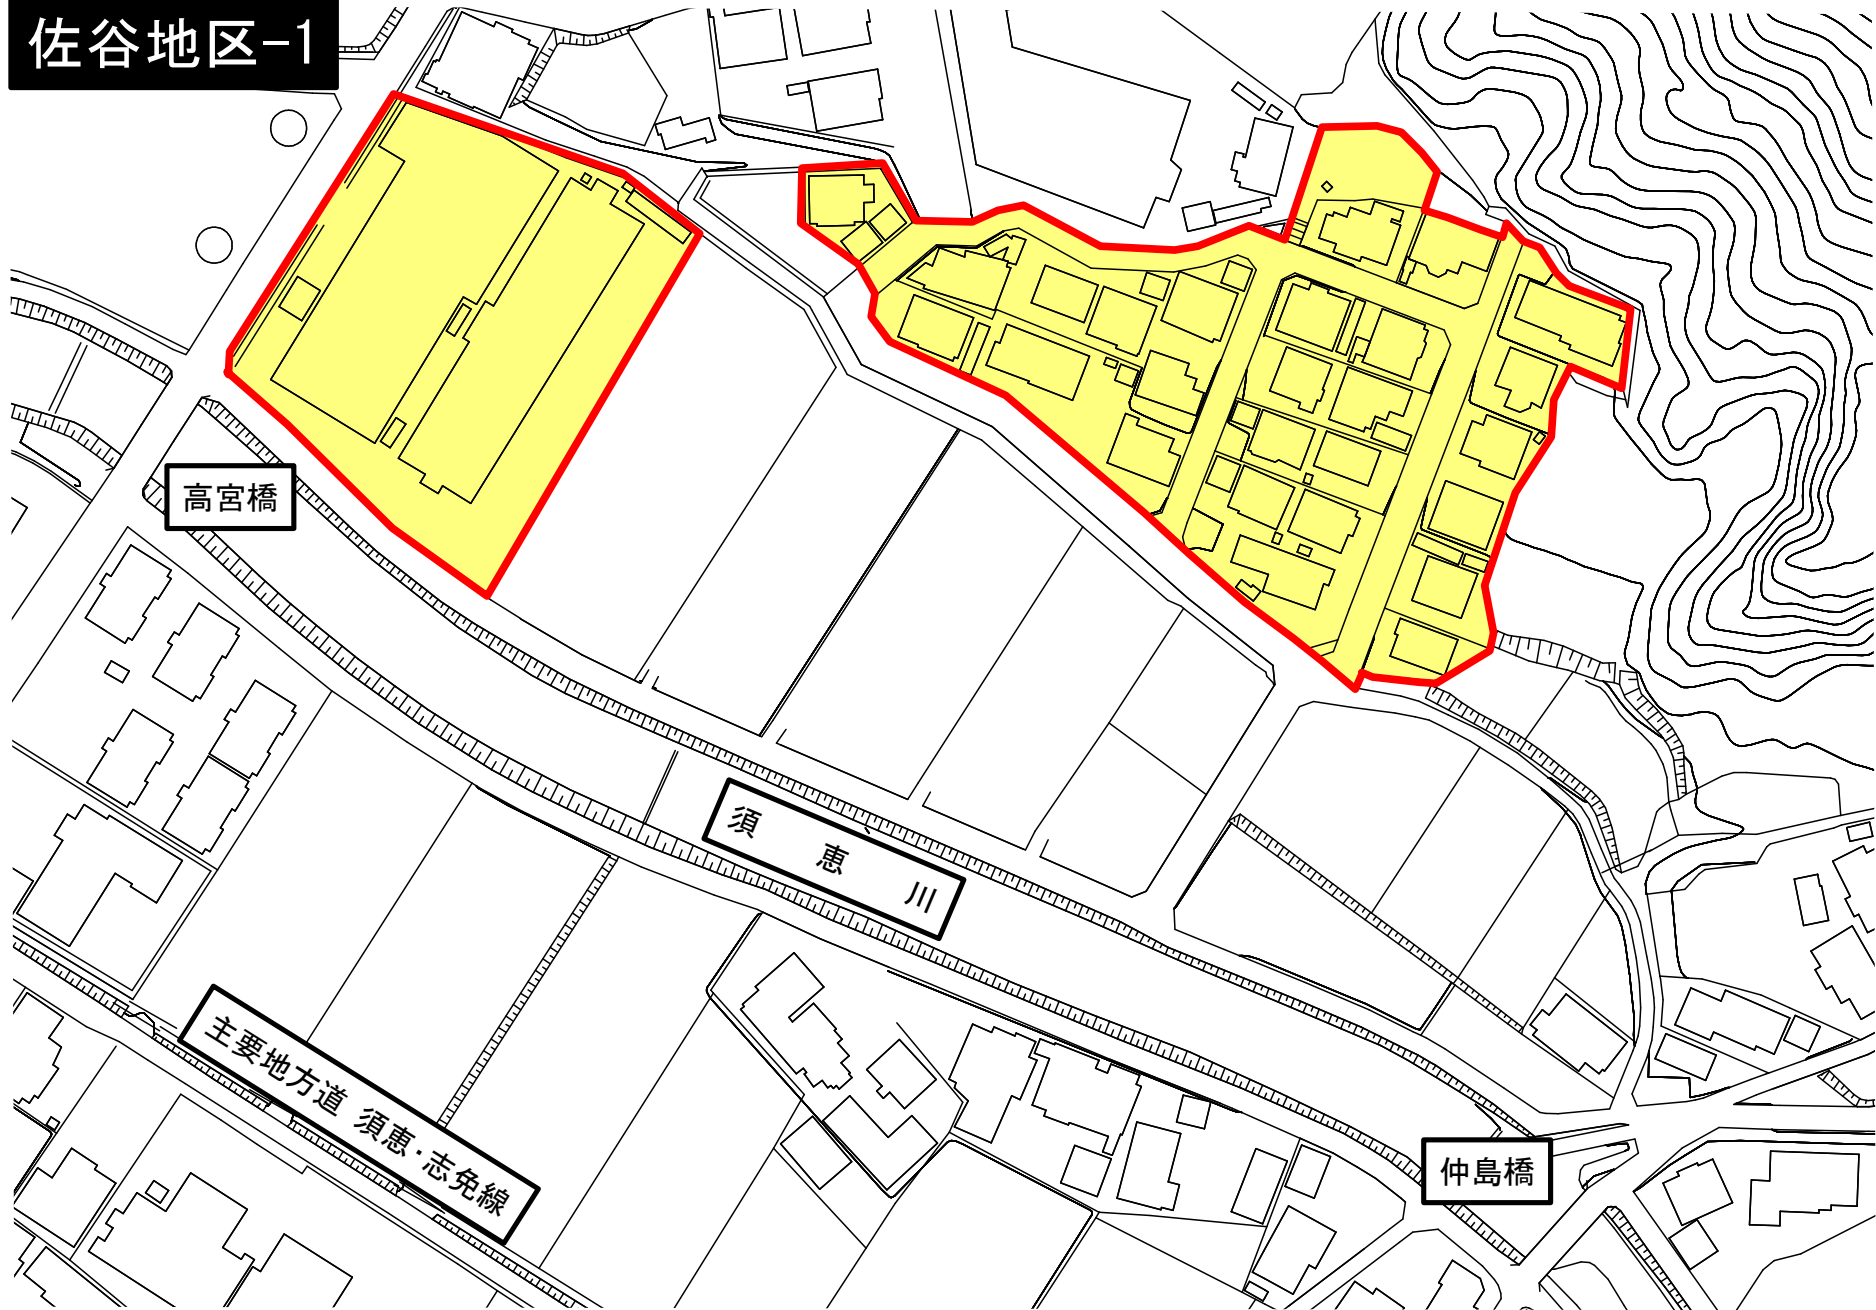 佐谷地区-1
高宮橋
須恵川
主要地方道 須恵・志免線
仲島橋